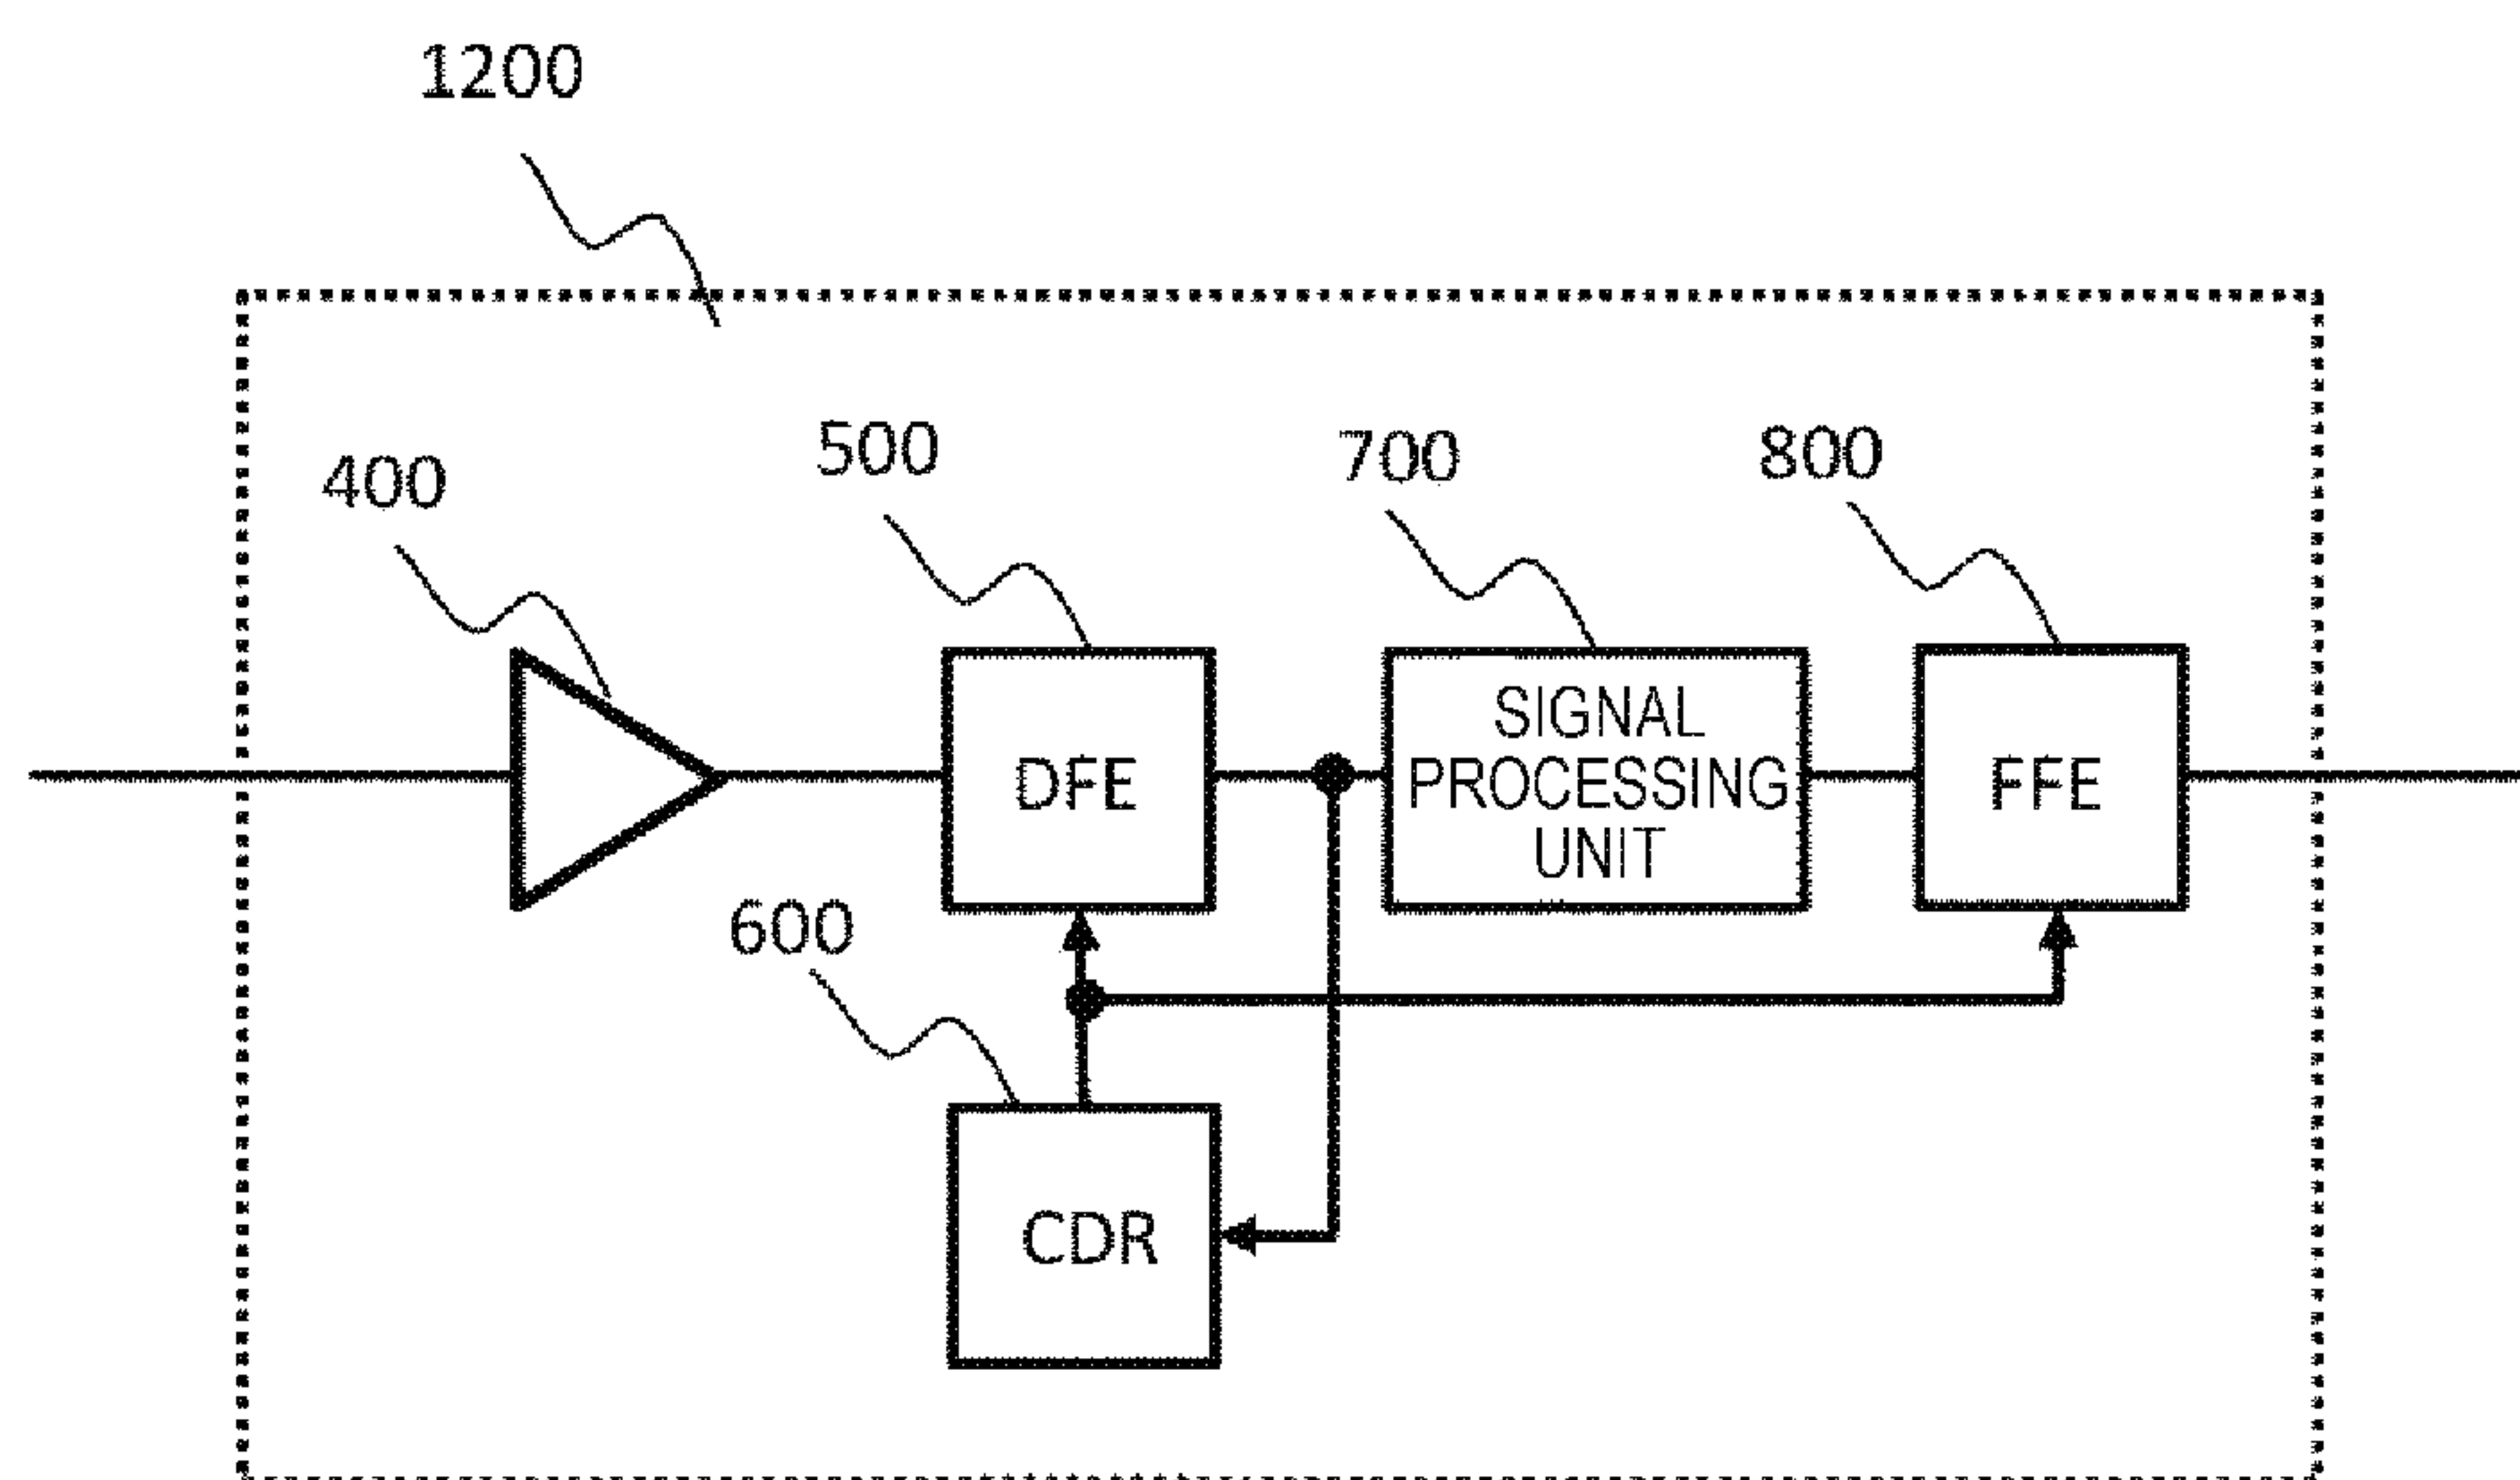 1200
400
500
700
800
DFE
SIGNAL
PROCESSING
UNIT
FFE
600
CDR